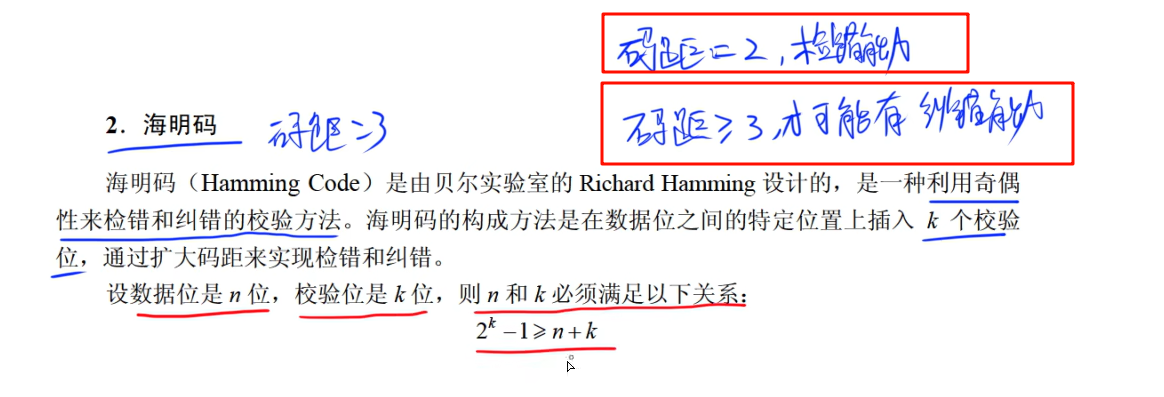 码距=2,检错能力
码距≥3,才可能有 纠错能力
2. 海明码 码距=3
海明码（Hamming Code）是由贝尔实验室的 Richard Hamming 设计的，是一种利用奇偶
性来检错和纠错的校验方法。海明码的构成方法是在数据位之间的特定位置上插入 k 个校验
位，通过扩大码距来实现检错和纠错。
设数据位是 n 位，校验位是 k 位，则 n 和 k 必须满足以下关系：
2^k −1≥n+k